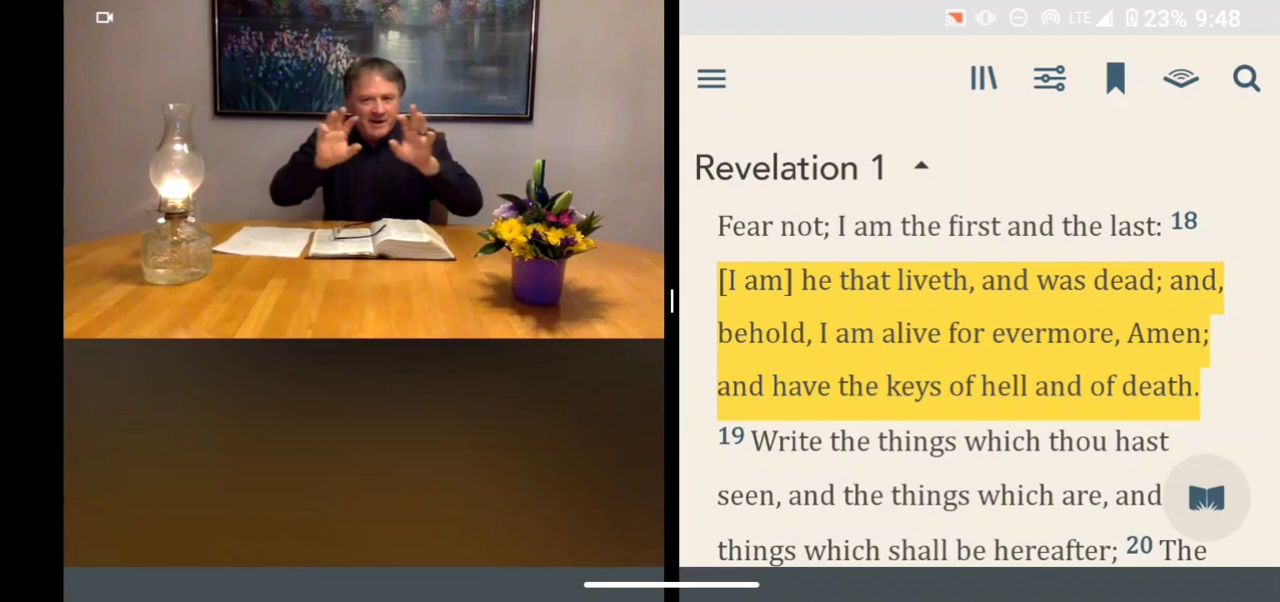 LTE 23% 9:48
Revelation 1
Fear not; I am the first and the last: 18
[I am] he that liveth, and was dead; and,
behold, I am alive for evermore, Amen;
and have the keys of hell and of death.
19 Write the things which thou hast
seen, and the things which are, and
things which shall be hereafter; 20 The